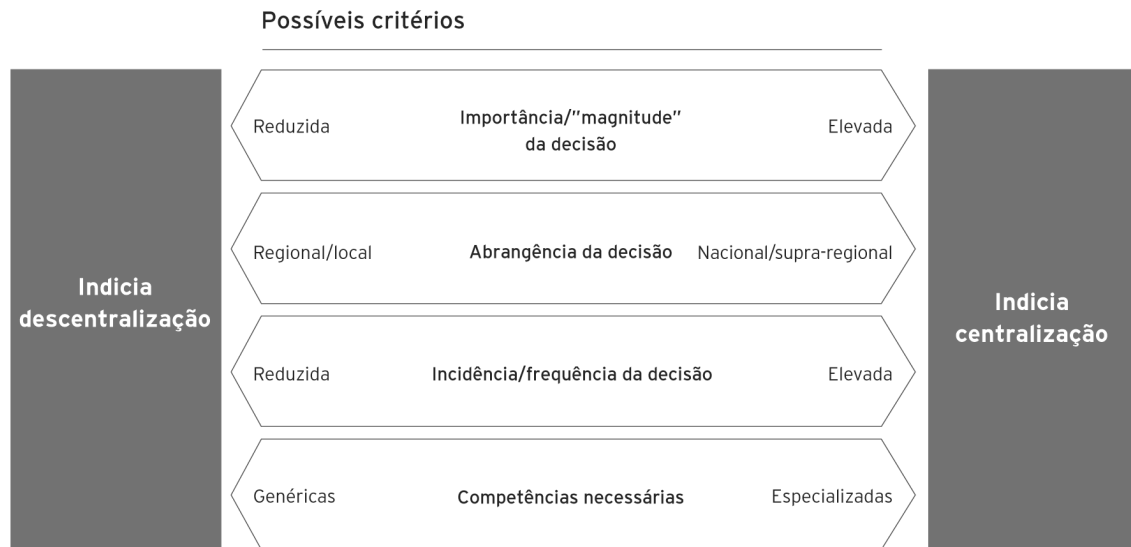 Possíveis critérios
Indicia
descentralização
Reduzida
Importância/”magnitude”
da decisão
Elevada
Regional/local
Abrangência da decisão
Nacional/supra-regional
Reduzida
Incidência/frequência da decisão
Elevada
Genéricas
Competências necessárias
Especializadas
Indicia
centralização